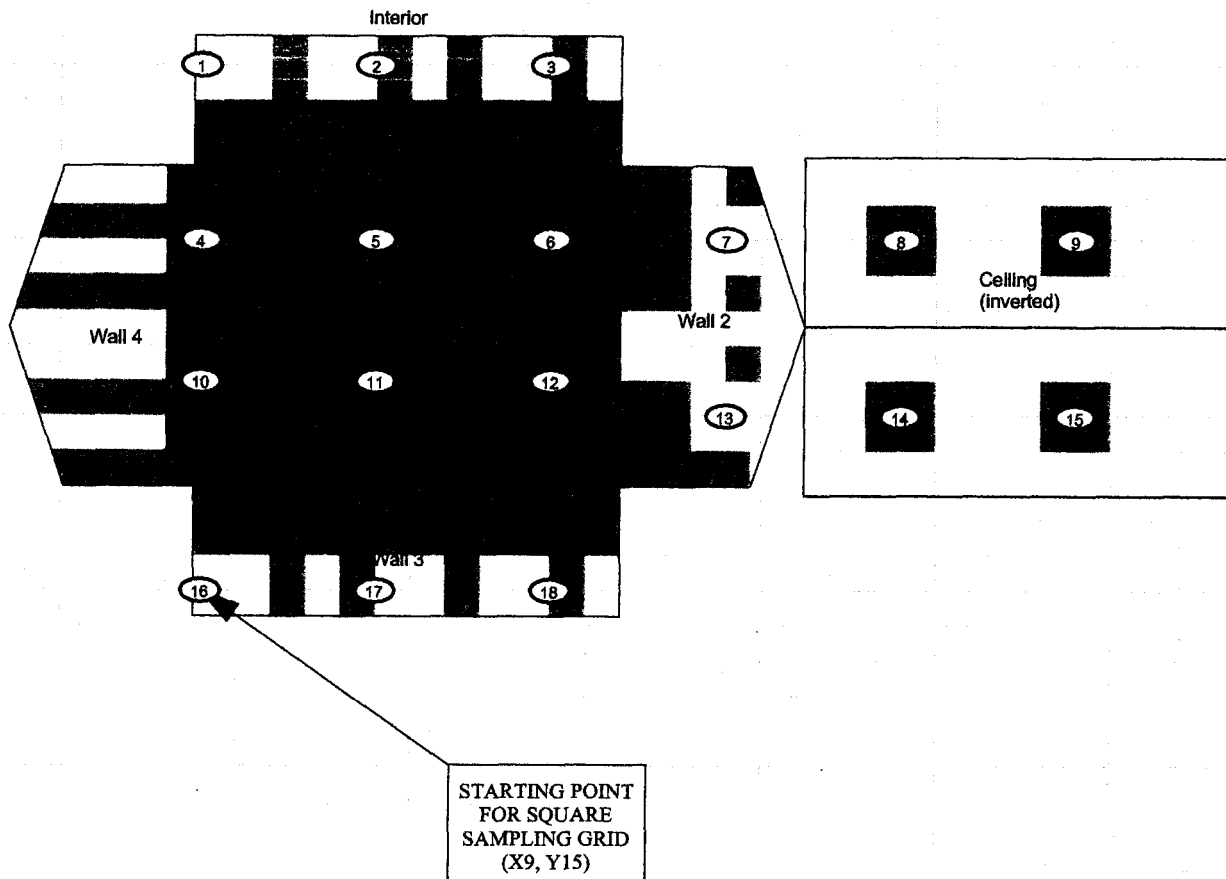 Interior
1 2 3
4 5 6 7 8 9
Ceiling
(inverted)
Wall 4
Wall 2
10 11 12
13 14 15
Wall 3
16 17 18
STARTING POINT
FOR SQUARE
SAMPLING GRID
(X9, Y15)